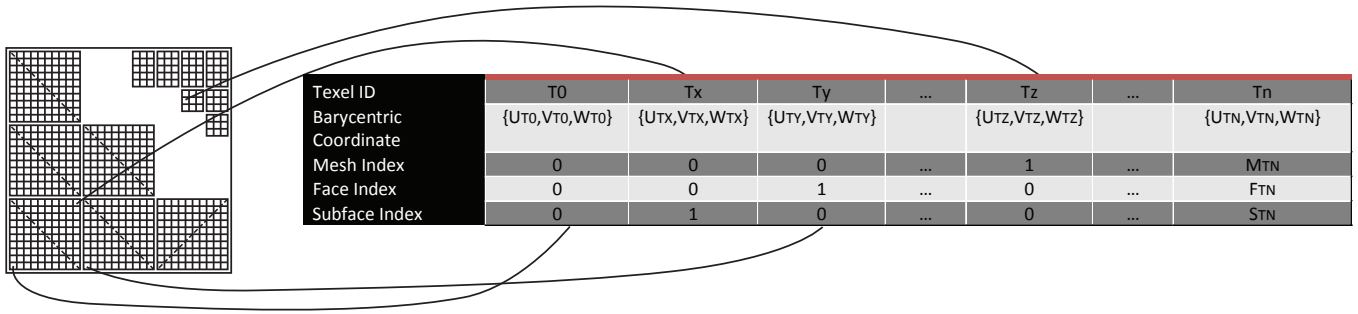 Texel ID T0 Tx Ty ... Tz ... Tn
Barycentric {UT0,VT0,WT0} {UTX,VTX,WTX} {UTY,VTY,WTY} {UTZ,VTZ,WTZ} {UTN,VTN,WTN}
Coordinate
Mesh Index 0 0 0 ... 1 ... MTN
Face Index 0 0 1 ... 0 ... FTN
Subface Index 0 1 0 ... 0 ... STN